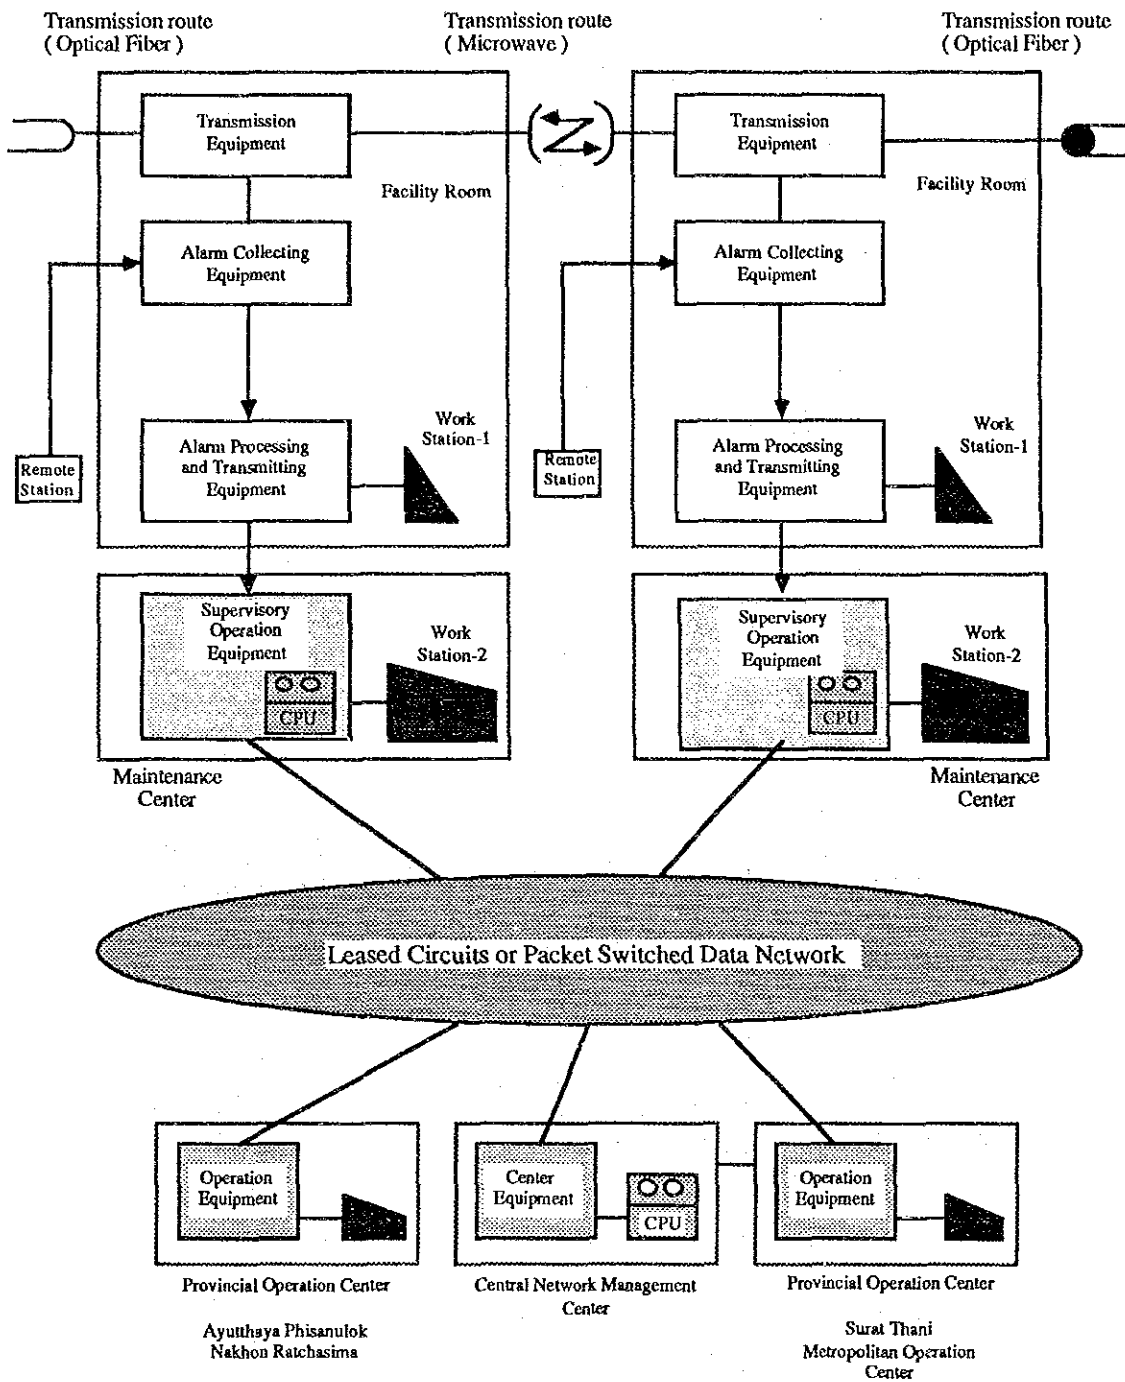 Transmission route
( Optical Fiber )
Transmission route
( Microwave )
Transmission route
( Optical Fiber )
Transmission
Equipment
Facility Room
Alarm Collecting
Equipment
Work
Station-1
Alarm Processing
and Transmitting
Equipment
Remote
Station
Transmission
Equipment
Facility Room
Alarm Collecting
Equipment
Work
Station-1
Alarm Processing
and Transmitting
Equipment
Remote
Station
Supervisory
Operation
Equipment
CPU
Work
Station-2
Maintenance
Center
Supervisory
Operation
Equipment
CPU
Work
Station-2
Maintenance
Center
Leased Circuits or Packet Switched Data Network
Operation
Equipment
Provincial Operation Center
Ayutthaya Phisanulok
Nakhon Ratchasima
Center
Equipment
CPU
Central Network Management
Center
Operation
Equipment
Provincial Operation Center
Surat Thani
Metropolitan Operation
Center